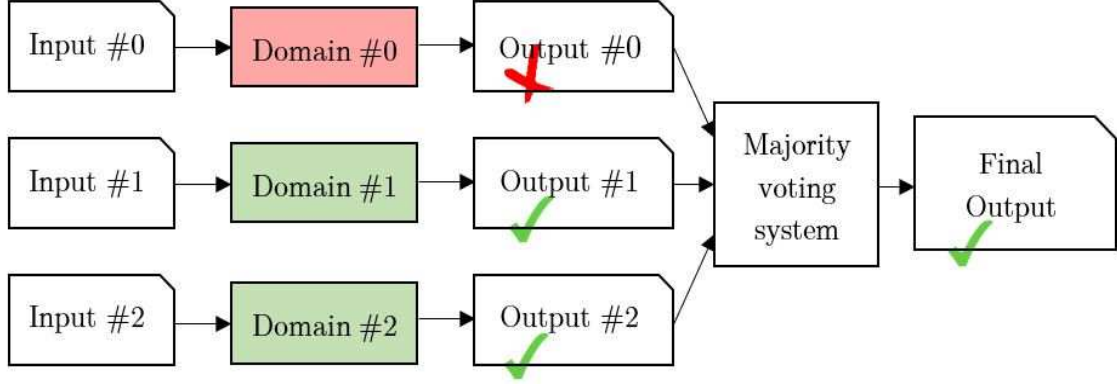 Input #0
Domain #0
Output #0
Input #1
Domain #1
Output #1
Majority
voting
system
Final
Output
Input #2
Domain #2
Output #2